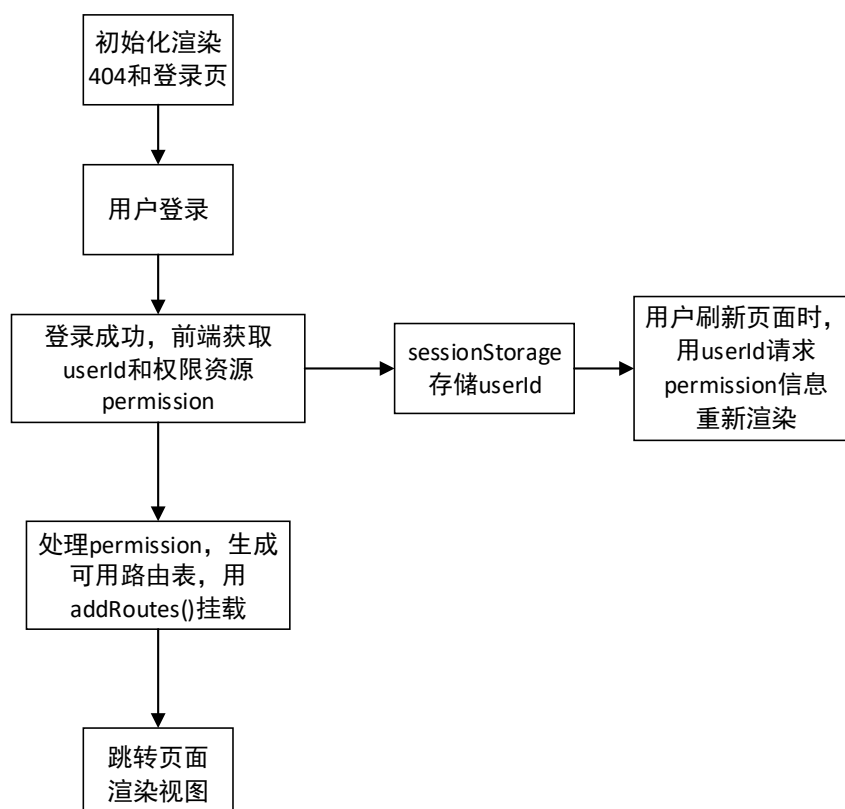 初始化渲染
404和登录页
用户登录
登录成功，前端获取
userId和权限资源
permission
sessionStorage
存储userId
用户刷新页面时，
用userId请求
permission信息
重新渲染
处理permission，生成
可用路由表，用
addRoutes()挂载
跳转页面
渲染视图